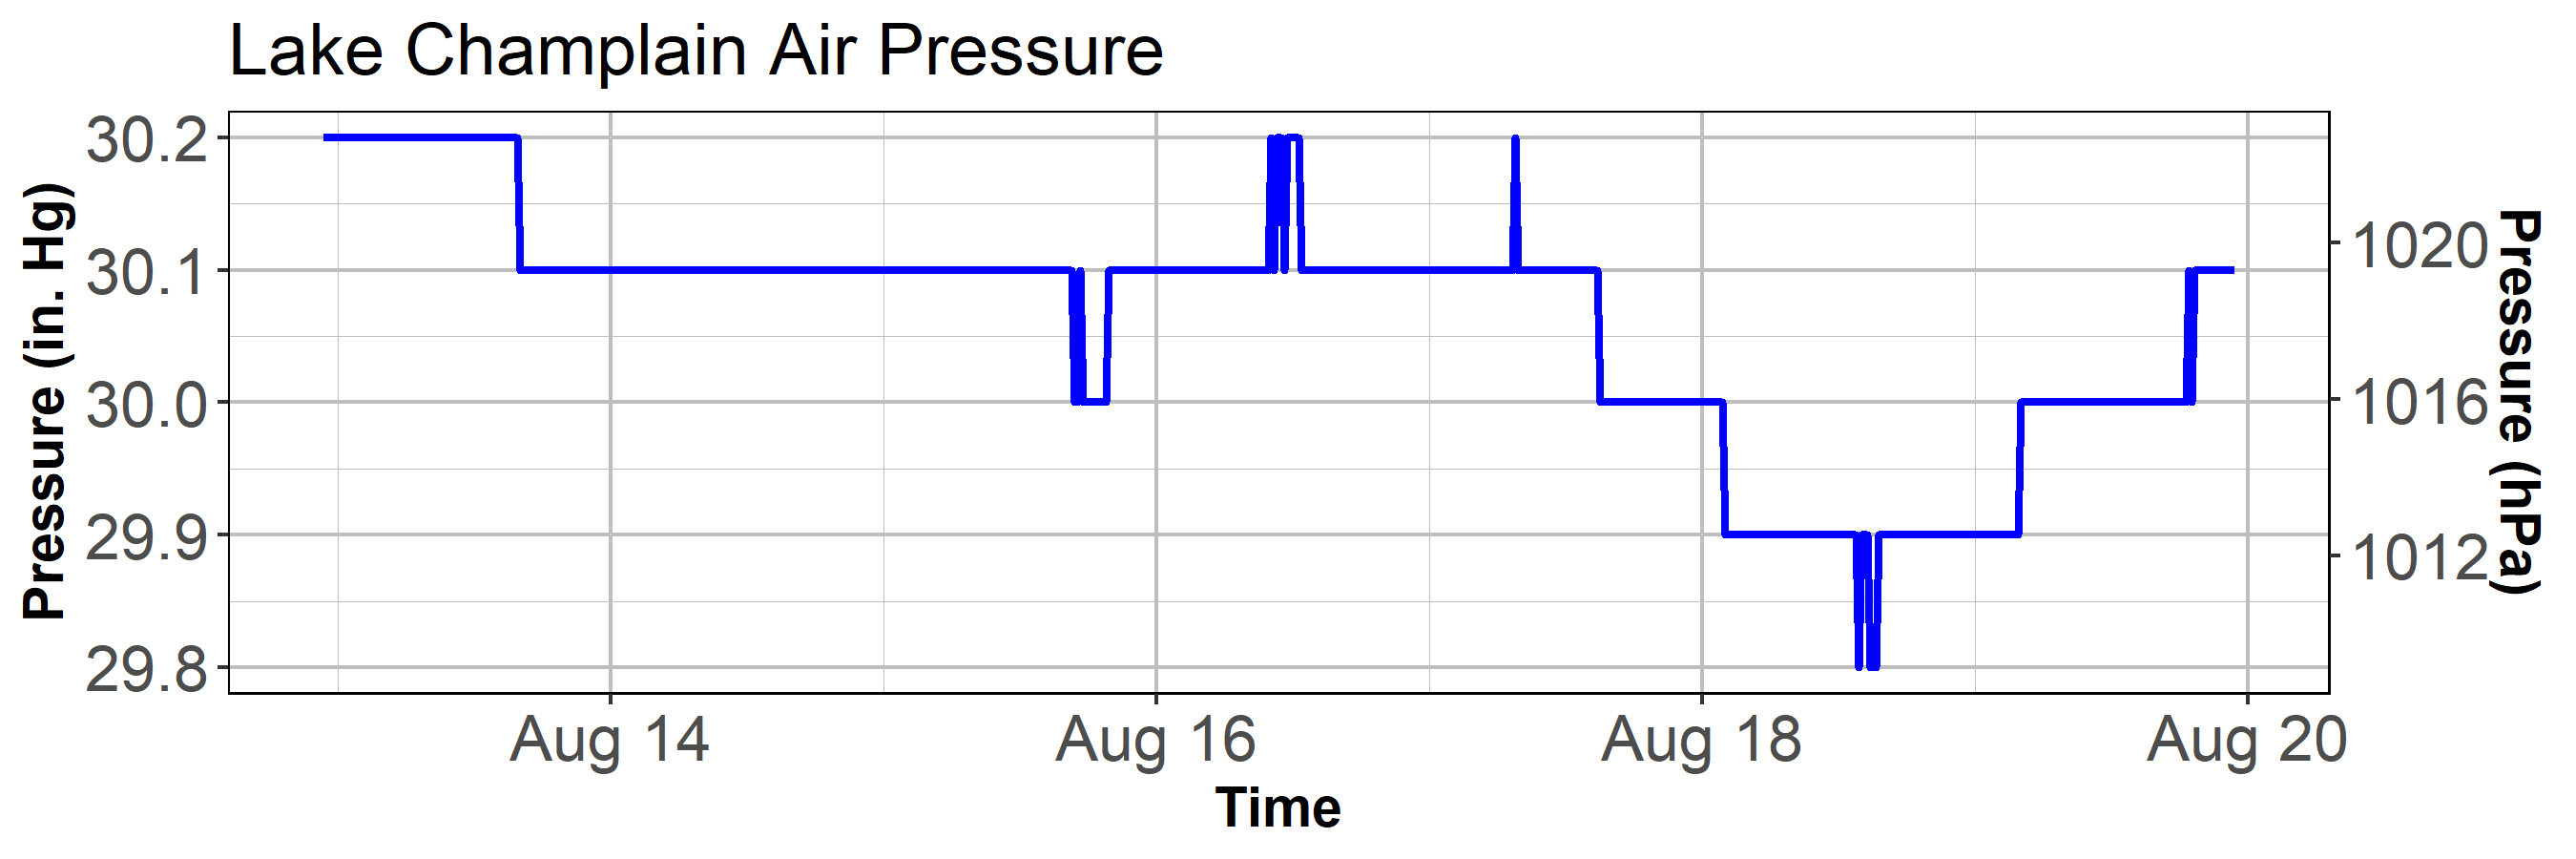 Lake Champlain Air Pressure
Pressure (in. Hg)
30.2
30.1
30.0
29.9
29.8
1020
1016
1012
Pressure (hPa)
Aug 14 Aug 16 Aug 18 Aug 20
Time